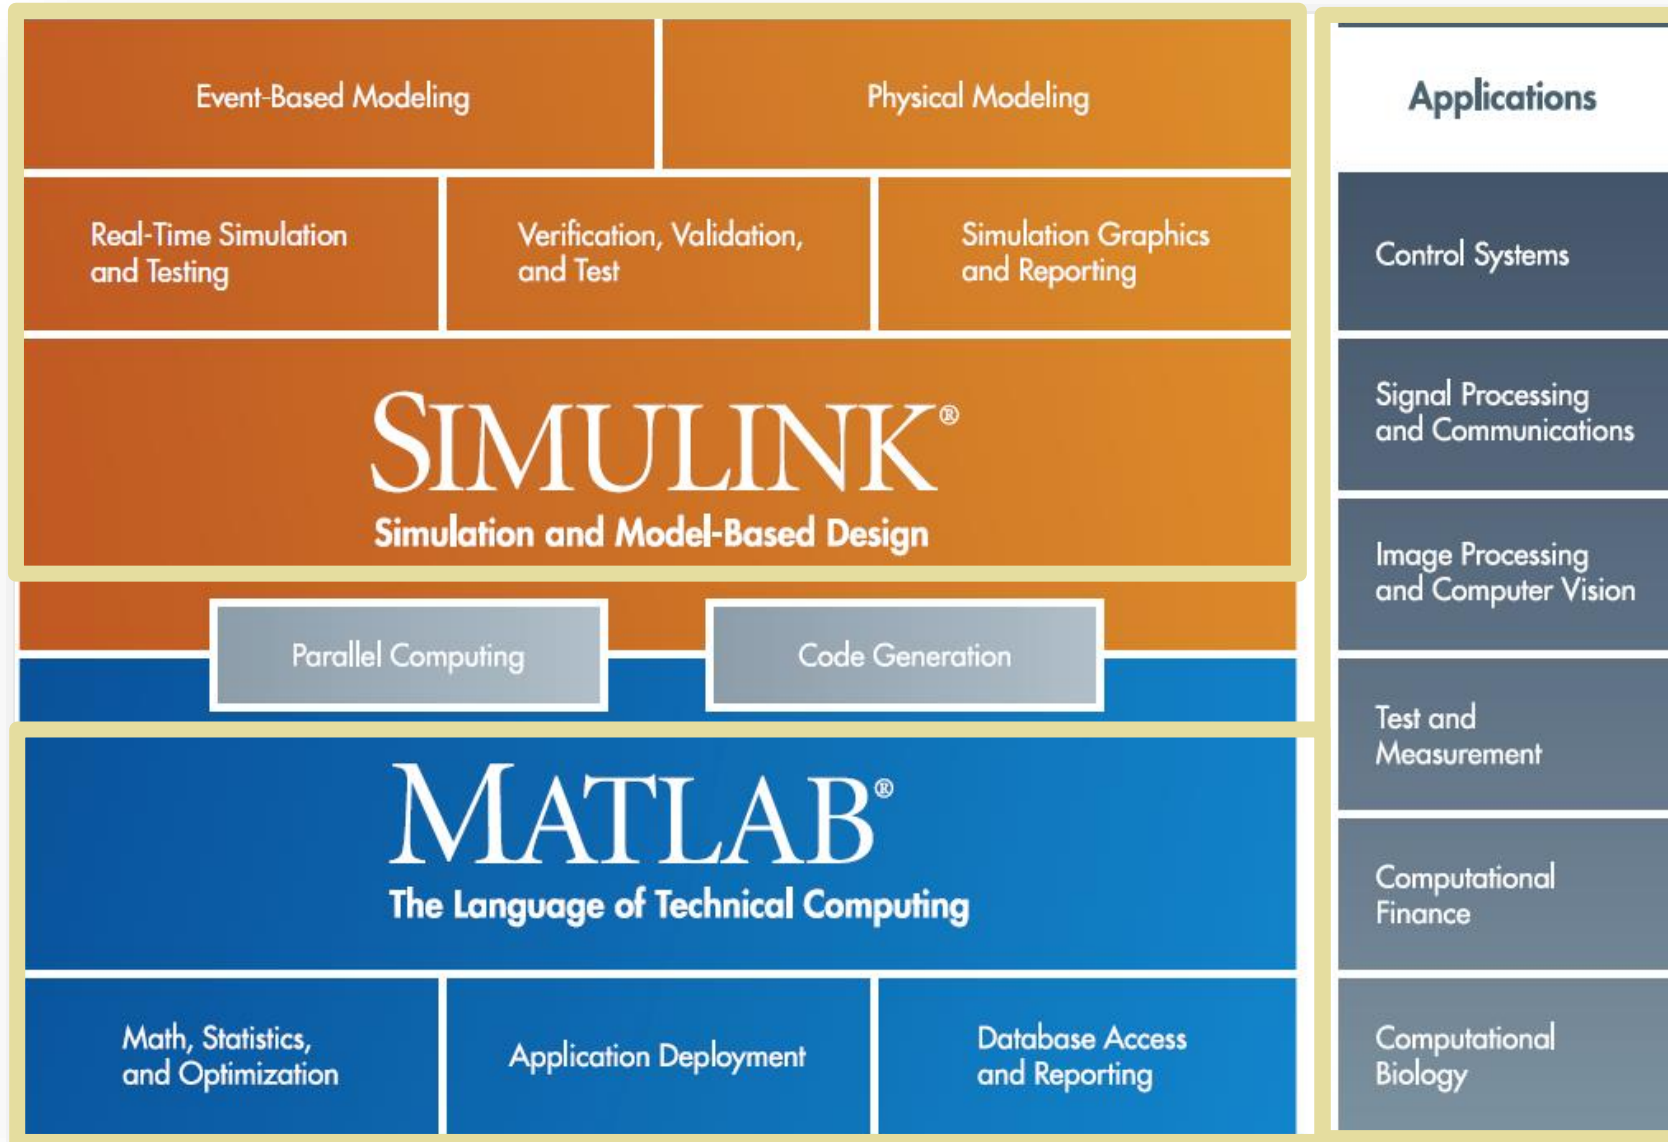 Event-Based Modeling
Physical Modeling
Real-Time Simulation
and Testing
Verification, Validation,
and Test
Simulation Graphics
and Reporting
SIMULINK®
Simulation and Model-Based Design
Parallel Computing
Code Generation
MATLAB®
The Language of Technical Computing
Math, Statistics,
and Optimization
Application Deployment
Database Access
and Reporting
Applications
Control Systems
Signal Processing
and Communications
Image Processing
and Computer Vision
Test and
Measurement
Computational
Finance
Computational
Biology